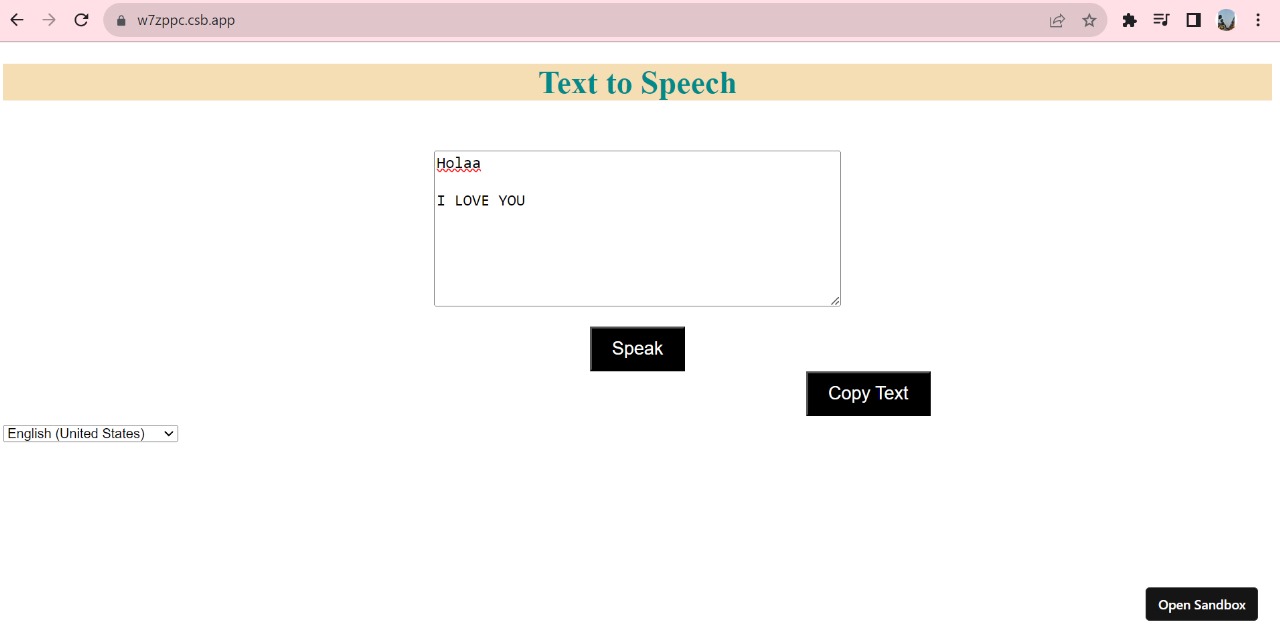 w7zppc.csb.app
Text to Speech
Holaa
I LOVE YOU
Speak
Copy Text
English (United States)
Open Sandbox